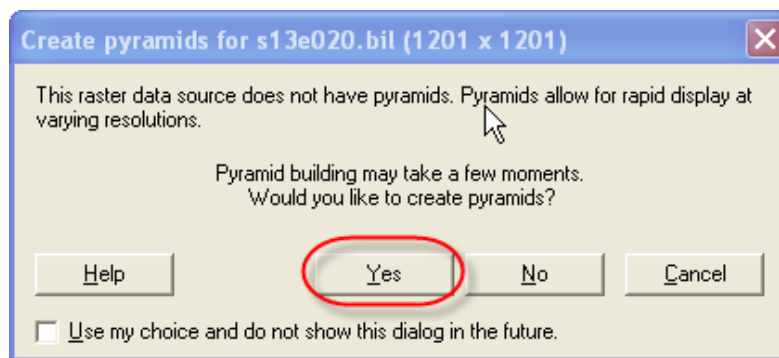 Create pyramids for s13e020.bil (1201 x 1201)
This raster data source does not have pyramids. Pyramids allow for rapid display at
varying resolutions.
Pyramid building may take a few moments.
Would you like to create pyramids?
Help Yes No Cancel
Use my choice and do not show this dialog in the future.